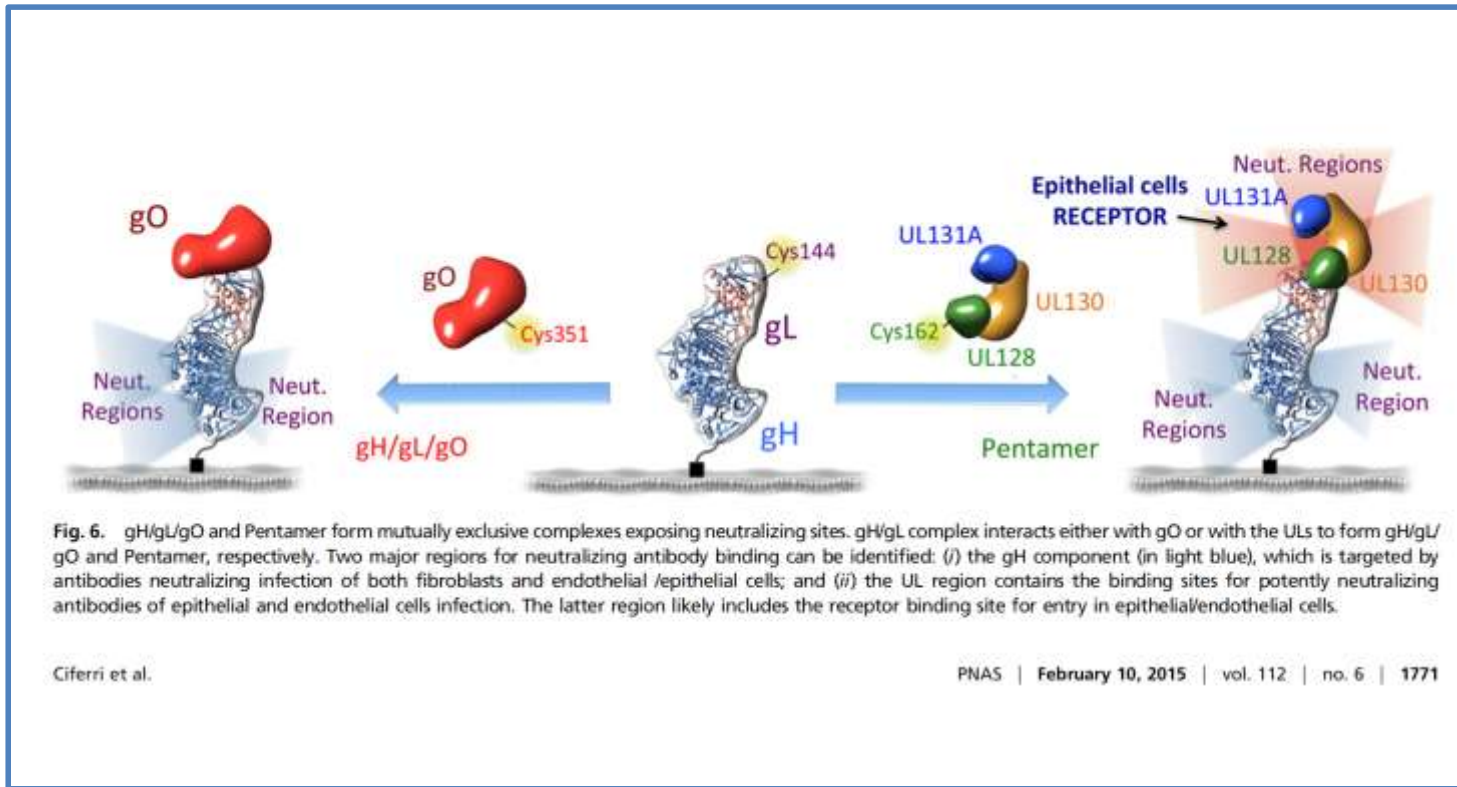 gO
Neut.
Regions
Neut.
Region
gO
Cys351
gH/gL/gO
Cys144
gL
gH
UL131A
UL130
Cys162
UL128
Pentamer
Epithelial cells
RECEPTOR
Neut. Regions
UL131A
UL128
UL130
Neut.
Regions
Neut.
Region
Fig. 6. gH/gL/gO and Pentamer form mutually exclusive complexes exposing neutralizing sites. gH/gL complex interacts either with gO or with the ULs to form gH/gL/
gO and Pentamer, respectively. Two major regions for neutralizing antibody binding can be identified: (i) the gH component (in light blue), which is targeted by
antibodies neutralizing infection of both fibroblasts and endothelial /epithelial cells; and (ii) the UL region contains the binding sites for potently neutralizing
antibodies of epithelial and endothelial cells infection. The latter region likely includes the receptor binding site for entry in epithelial/endothelial cells.
Ciferri et al.
PNAS | February 10, 2015 | vol. 112 | no. 6 | 1771